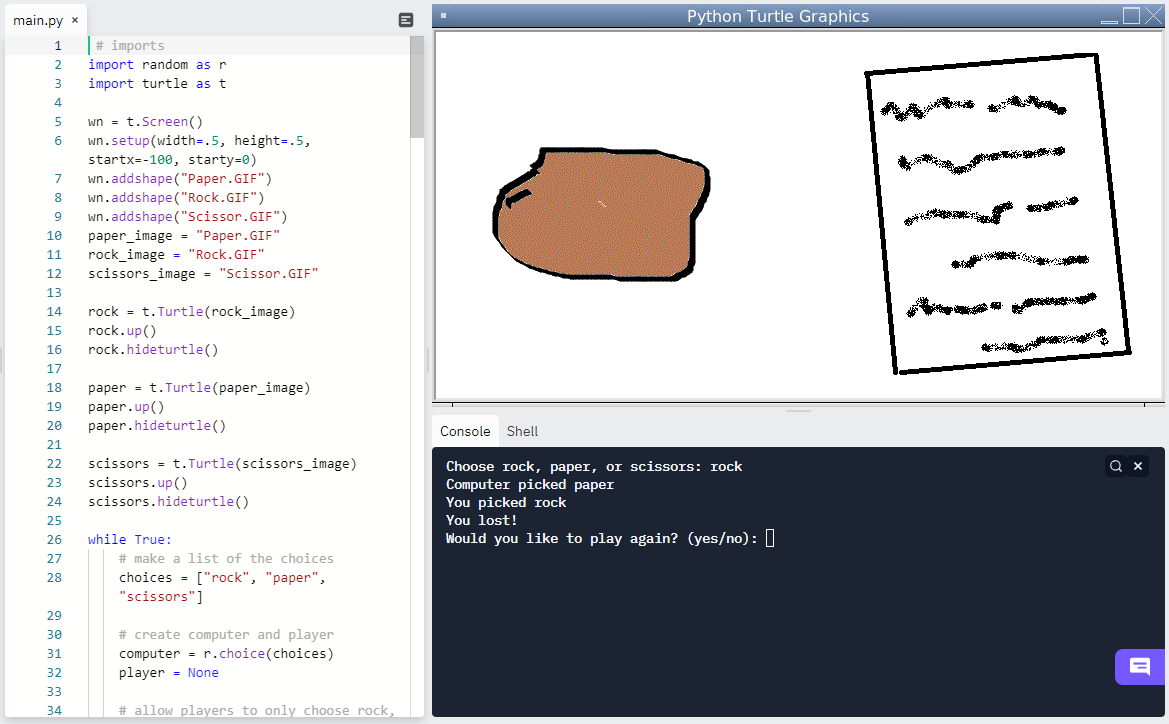 main.py ×
1 # imports
2 import random as r
3 import turtle as t
4
5 wn = t.Screen()
6 wn.setup(width=.5, height=.5,
startx=-100, starty=0)
7 wn.addshape("Paper.GIF")
8 wn.addshape("Rock.GIF")
9 wn.addshape("Scissor.GIF")
10 paper_image = "Paper.GIF"
11 rock_image = "Rock.GIF"
12 scissors_image = "Scissor.GIF"
13
14 rock = t.Turtle(rock_image)
15 rock.up()
16 rock.hideturtle()
17
18 paper = t.Turtle(paper_image)
19 paper.up()
20 paper.hideturtle()
21
22 scissors = t.Turtle(scissors_image)
23 scissors.up()
24 scissors.hideturtle()
25
26 while True:
27 # make a list of the choices
28 choices = ["rock", "paper",
"scissors"]
29
30 # create computer and player
31 computer = r.choice(choices)
32 player = None
33
34 # allow players to only choose rock,
Python Turtle Graphics
Console Shell
Choose rock, paper, or scissors: rock
Computer picked paper
You picked rock
You lost!
Would you like to play again? (yes/no):